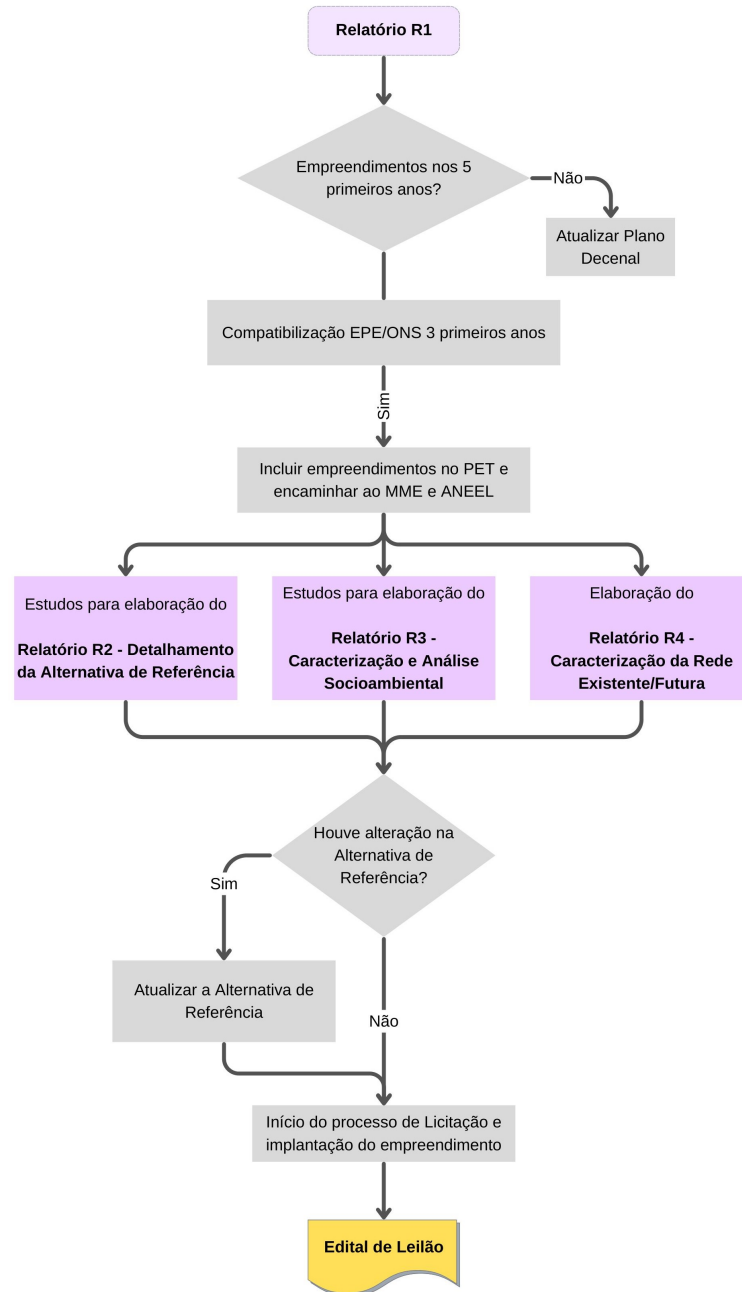 Relatório R1
Empreendimentos nos 5
primeiros anos?
Não
Atualizar Plano
Decenal
Compatibilização EPE/ONS 3 primeiros anos
Sim
Incluir empreendimentos no PET e
encaminhar ao MME e ANEEL
Estudos para elaboração do
Relatório R2 - Detalhamento
da Alternativa de Referência
Estudos para elaboração do
Relatório R3 -
Caracterização e Análise
Socioambiental
Elaboração do
Relatório R4 -
Caracterização da Rede
Existente/Futura
Houve alteração na
Alternativa de
Referência?
Sim
Atualizar a Alternativa de
Referência
Não
Início do processo de Licitação e
implantação do empreendimento
Edital de Leilão